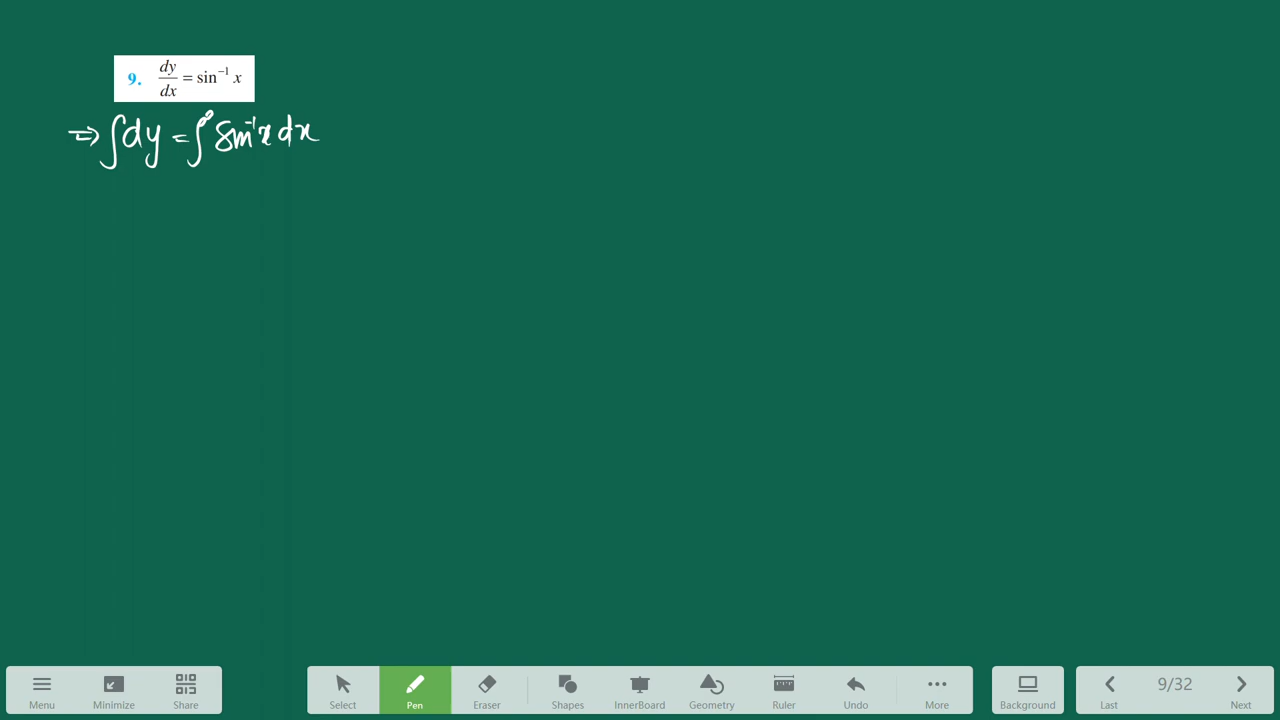 9. dy/dx = sin⁻¹ x
⇒ ∫dy = ∫sin⁻¹x dx
Menu Minimize Share Select Pen Eraser Shapes InnerBoard Geometry Ruler Undo More Background Last 9/32 Next